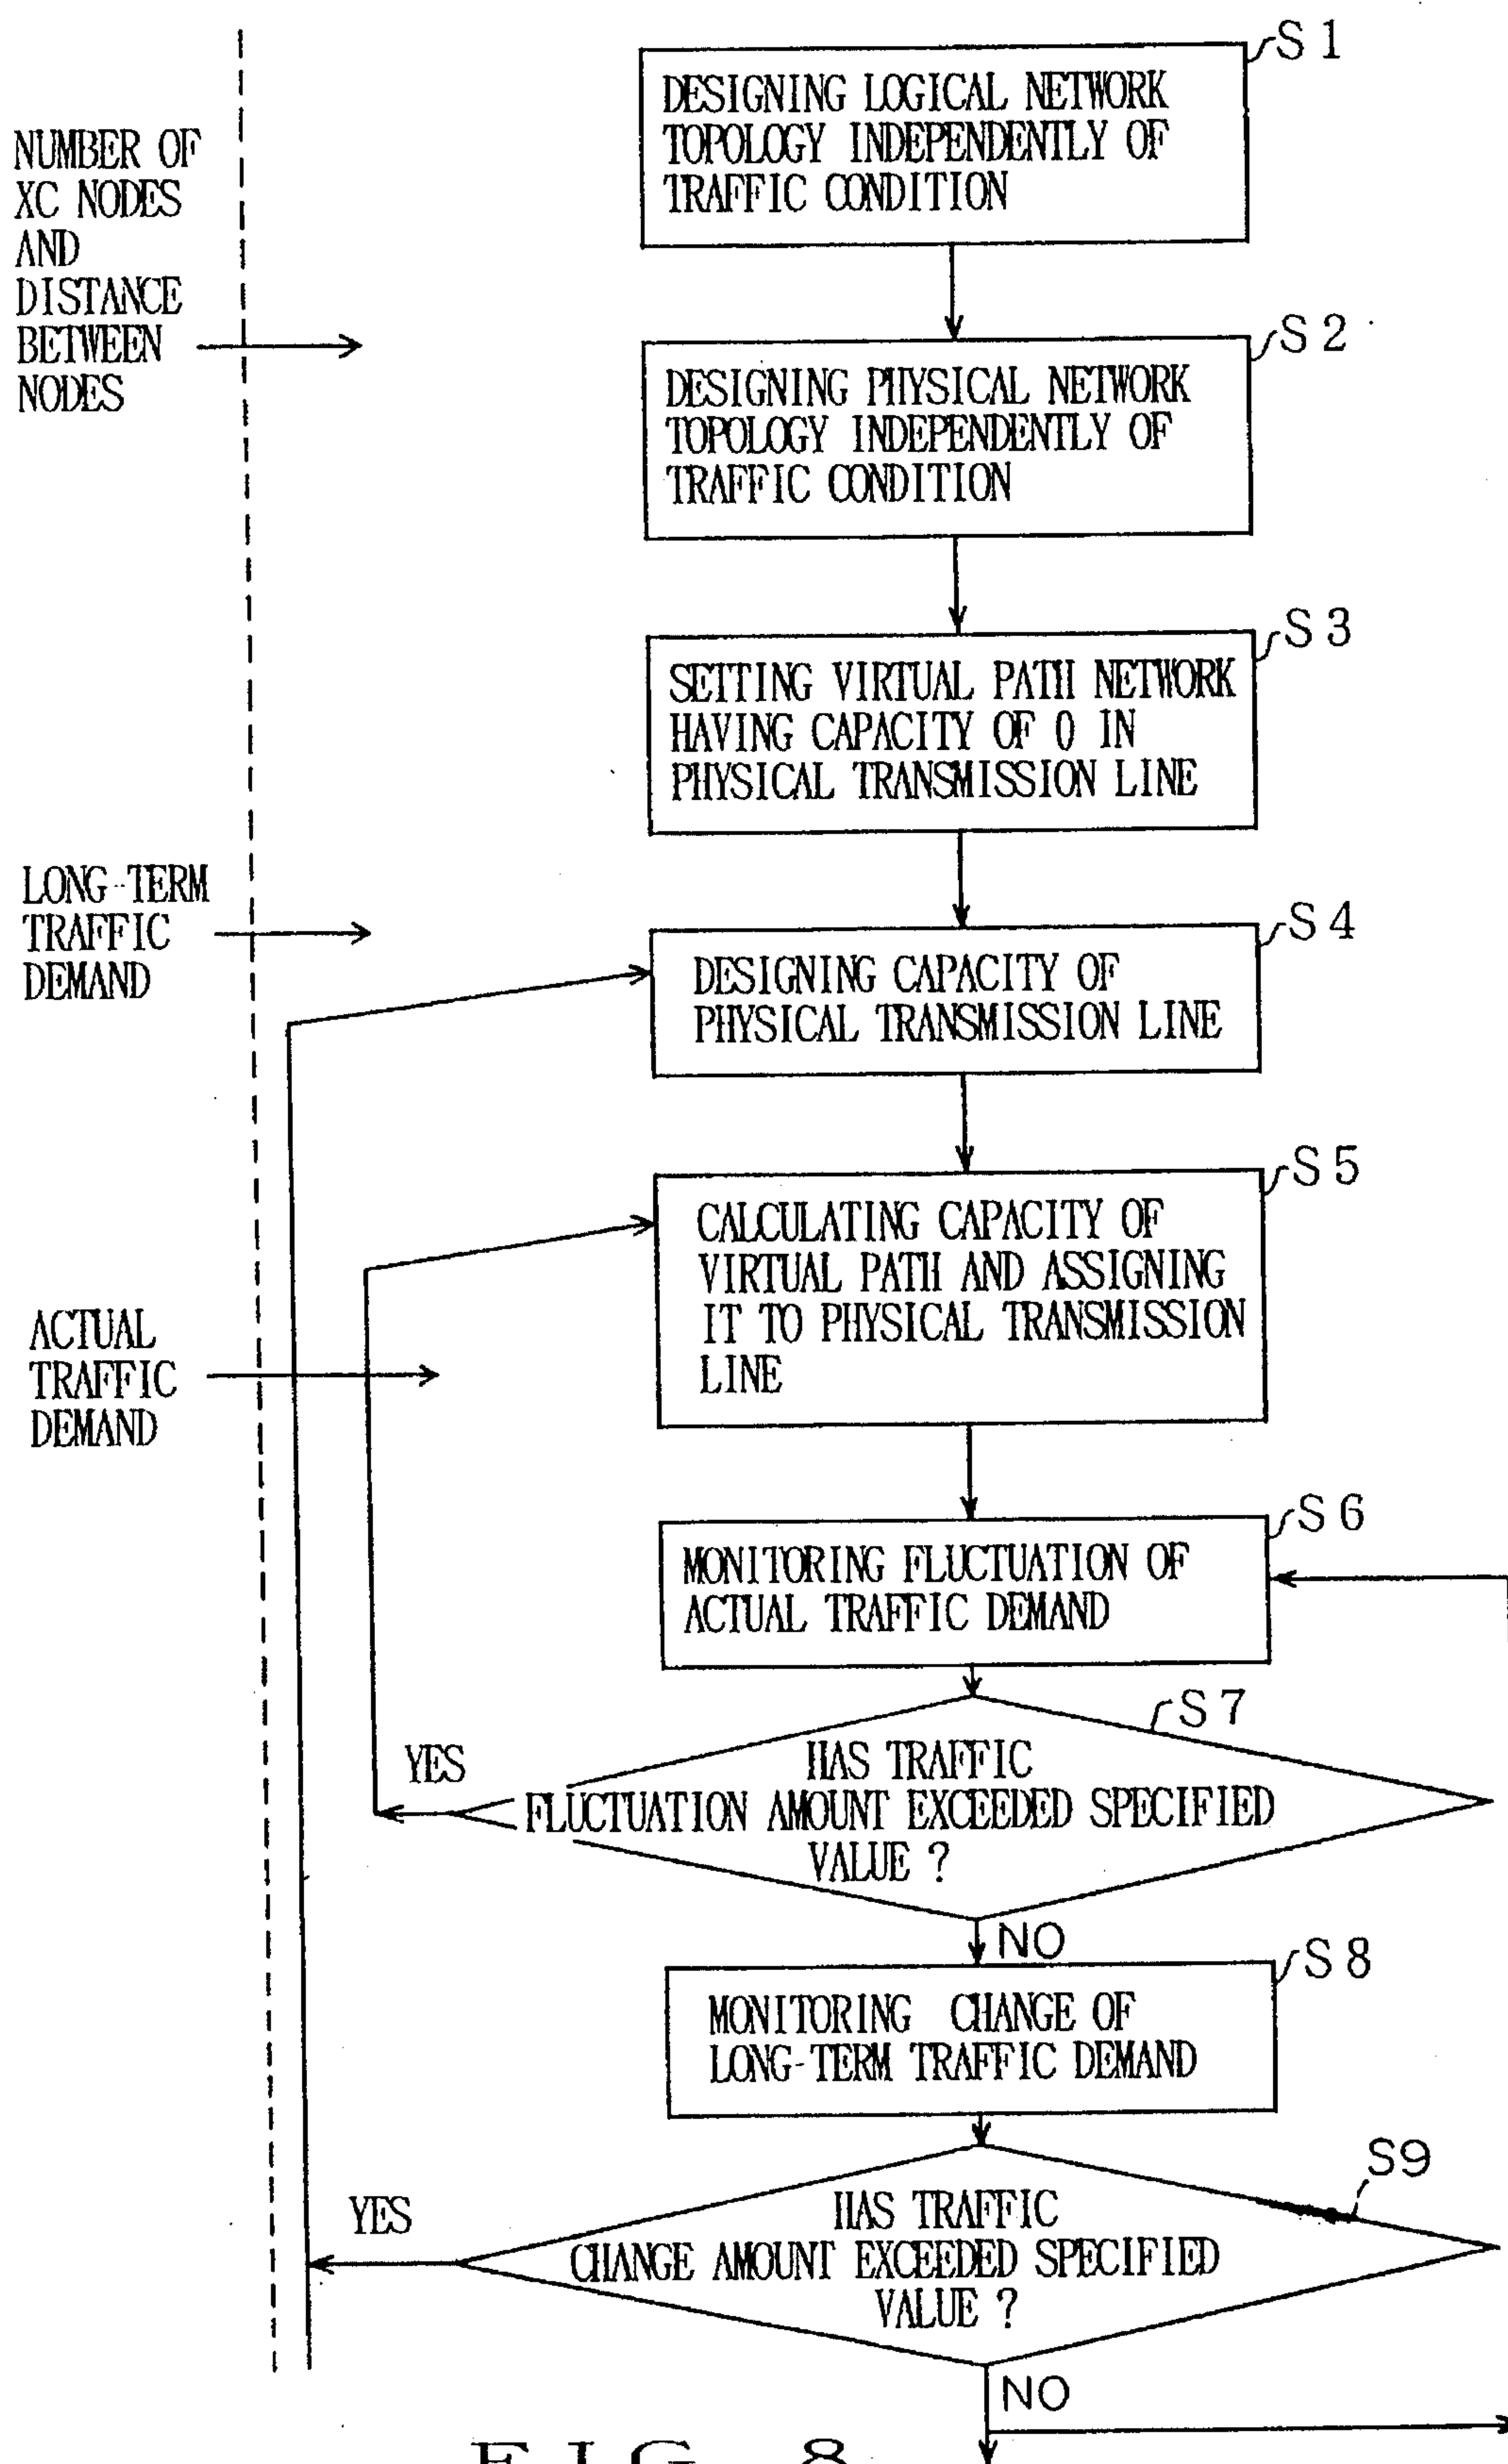 S1
DESIGNING LOGICAL NETWORK
TOPOLOGY INDEPENDENTLY OF
TRAFFIC CONDITION
NUMBER OF
XC NODES
AND
DISTANCE
BETWEEN
NODES
S2
DESIGNING PHYSICAL NETWORK
TOPOLOGY INDEPENDENTLY OF
TRAFFIC CONDITION
S3
SETTING VIRTUAL PATH NETWORK
HAVING CAPACITY OF 0 IN
PHYSICAL TRANSMISSION LINE
LONG-TERM
TRAFFIC
DEMAND
S4
DESIGNING CAPACITY OF
PHYSICAL TRANSMISSION LINE
S5
CALCULATING CAPACITY OF
VIRTUAL PATH AND ASSIGNING
IT TO PHYSICAL TRANSMISSION
LINE
ACTUAL
TRAFFIC
DEMAND
S6
MONITORING FLUCTUATION OF
ACTUAL TRAFFIC DEMAND
S7
YES
HAS TRAFFIC
FLUCTUATION AMOUNT EXCEEDED SPECIFIED
VALUE ?
NO
S8
MONITORING CHANGE OF
LONG-TERM TRAFFIC DEMAND
S9
YES
HAS TRAFFIC
CHANGE AMOUNT EXCEEDED SPECIFIED
VALUE ?
NO
FIG. 8